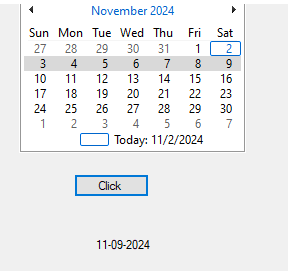 November 2024
Sun Mon Tue Wed Thu Fri Sat
27 28 29 30 31 1 2
3 4 5 6 7 8 9
10 11 12 13 14 15 16
17 18 19 20 21 22 23
24 25 26 27 28 29 30
1 2 3 4 5 6 7
Today: 11/2/2024
Click
11-09-2024